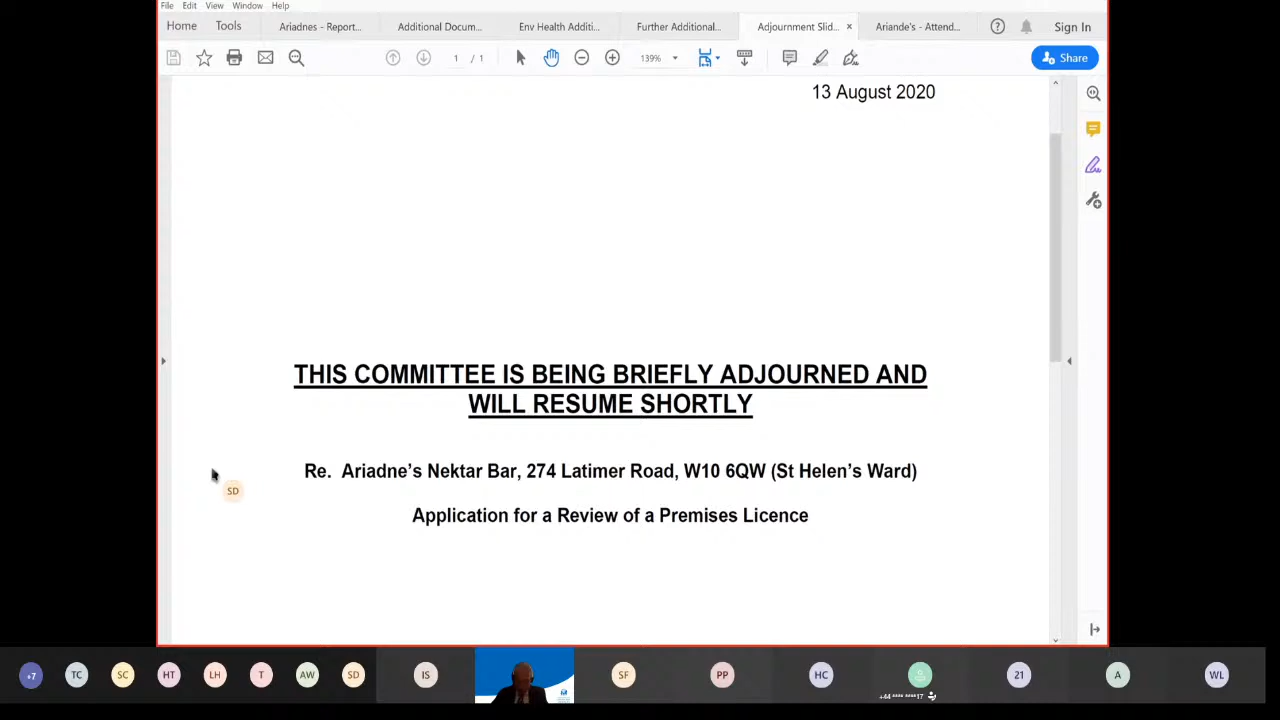 File Edit View Window Help
Home Tools Ariadnes - Report... Additional Docum... Env Health Additi... Further Additional... Adjournment Slid... × Ariande's - Attend... Sign In
1 / 1 139% Share
13 August 2020
THIS COMMITTEE IS BEING BRIEFLY ADJOURNED AND
WILL RESUME SHORTLY
Re. Ariadne's Nektar Bar, 274 Latimer Road, W10 6QW (St Helen's Ward)
SD
Application for a Review of a Premises Licence
+7 TC SC HT LH T AW SD IS SF PP HC S 21 A WL
+44 **** ****17